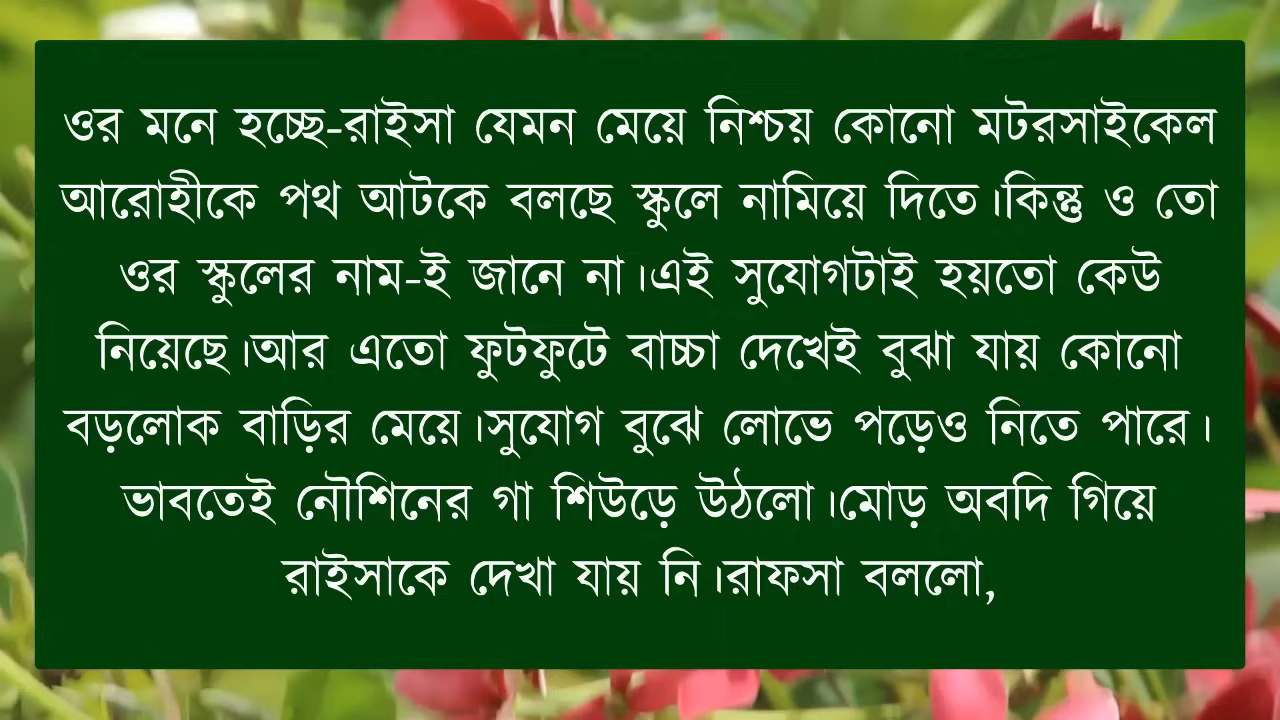 ওর মনে হচ্ছে-রাইসা যেমন মেয়ে নিশ্চয় কোনো মটরসাইকেল
আরোহীকে পথ আটকে বলছে স্কুলে নামিয়ে দিতে।কিন্তু ও তো
ওর স্কুলের নাম-ই জানে না।এই সুযোগটাই হয়তো কেউ
নিয়েছে।আর এতো ফুটফুটে বাচ্চা দেখেই বুঝা যায় কোনো
বড়লোক বাড়ির মেয়ে।সুযোগ বুঝে লোভে পড়েও নিতে পারে।
ভাবতেই নৌশিনের গা শিউড়ে উঠলো।মোড় অবদি গিয়ে
রাইসাকে দেখা যায় নি।রাফসা বললো,